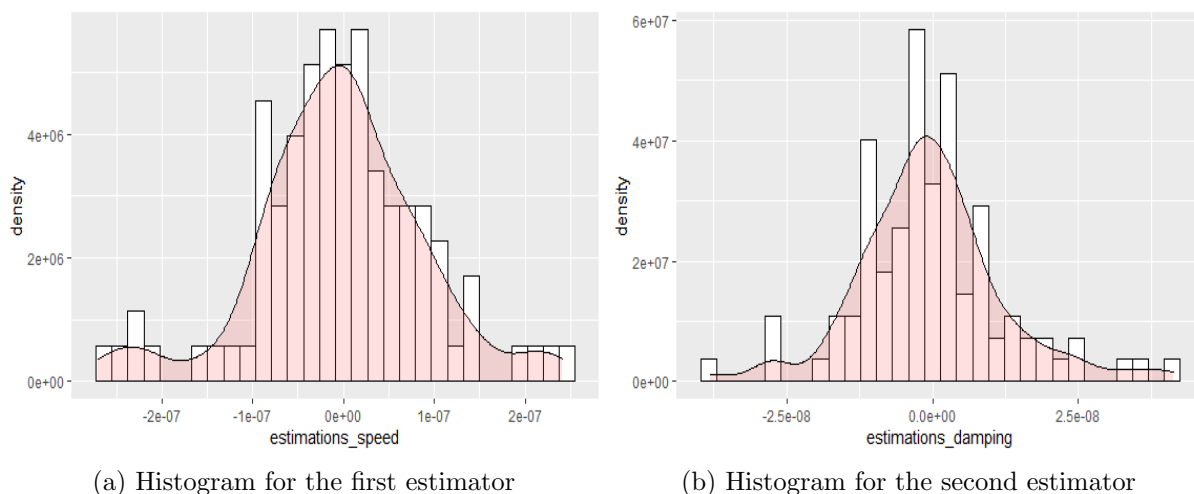 density
4e+06
2e+06
0e+00
-2e-07
-1e-07
0e+00
1e-07
2e-07
estimations_speed
(a) Histogram for the first estimator
density
6e+07
4e+07
2e+07
0e+00
-2.5e-08
0.0e+00
2.5e-08
estimations_damping
(b) Histogram for the second estimator